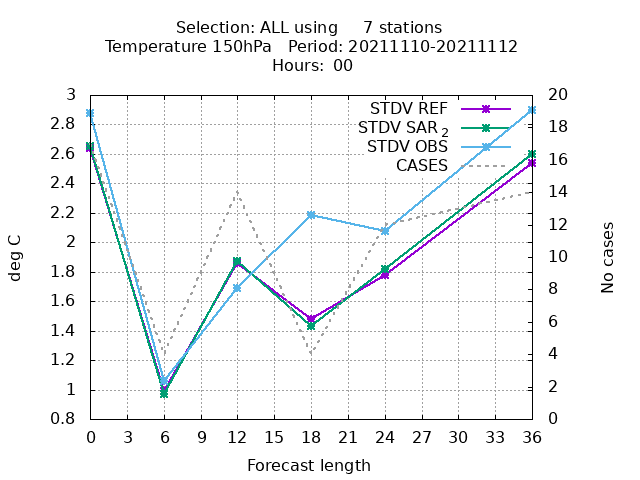 Selection: ALL using     7 stations
Temperature 150hPa   Period: 20211110-20211112
Hours:  00
3
2.8
2.6
2.4
2.2
2
1.8
1.6
1.4
1.2
1
0.8
deg C
STDV REF
STDV SAR2
STDV OBS
CASES
20
18
16
14
12
10
8
6
4
2
0
No cases
0 3 6 9 12 15 18 21 24 27 30 33 36
Forecast length